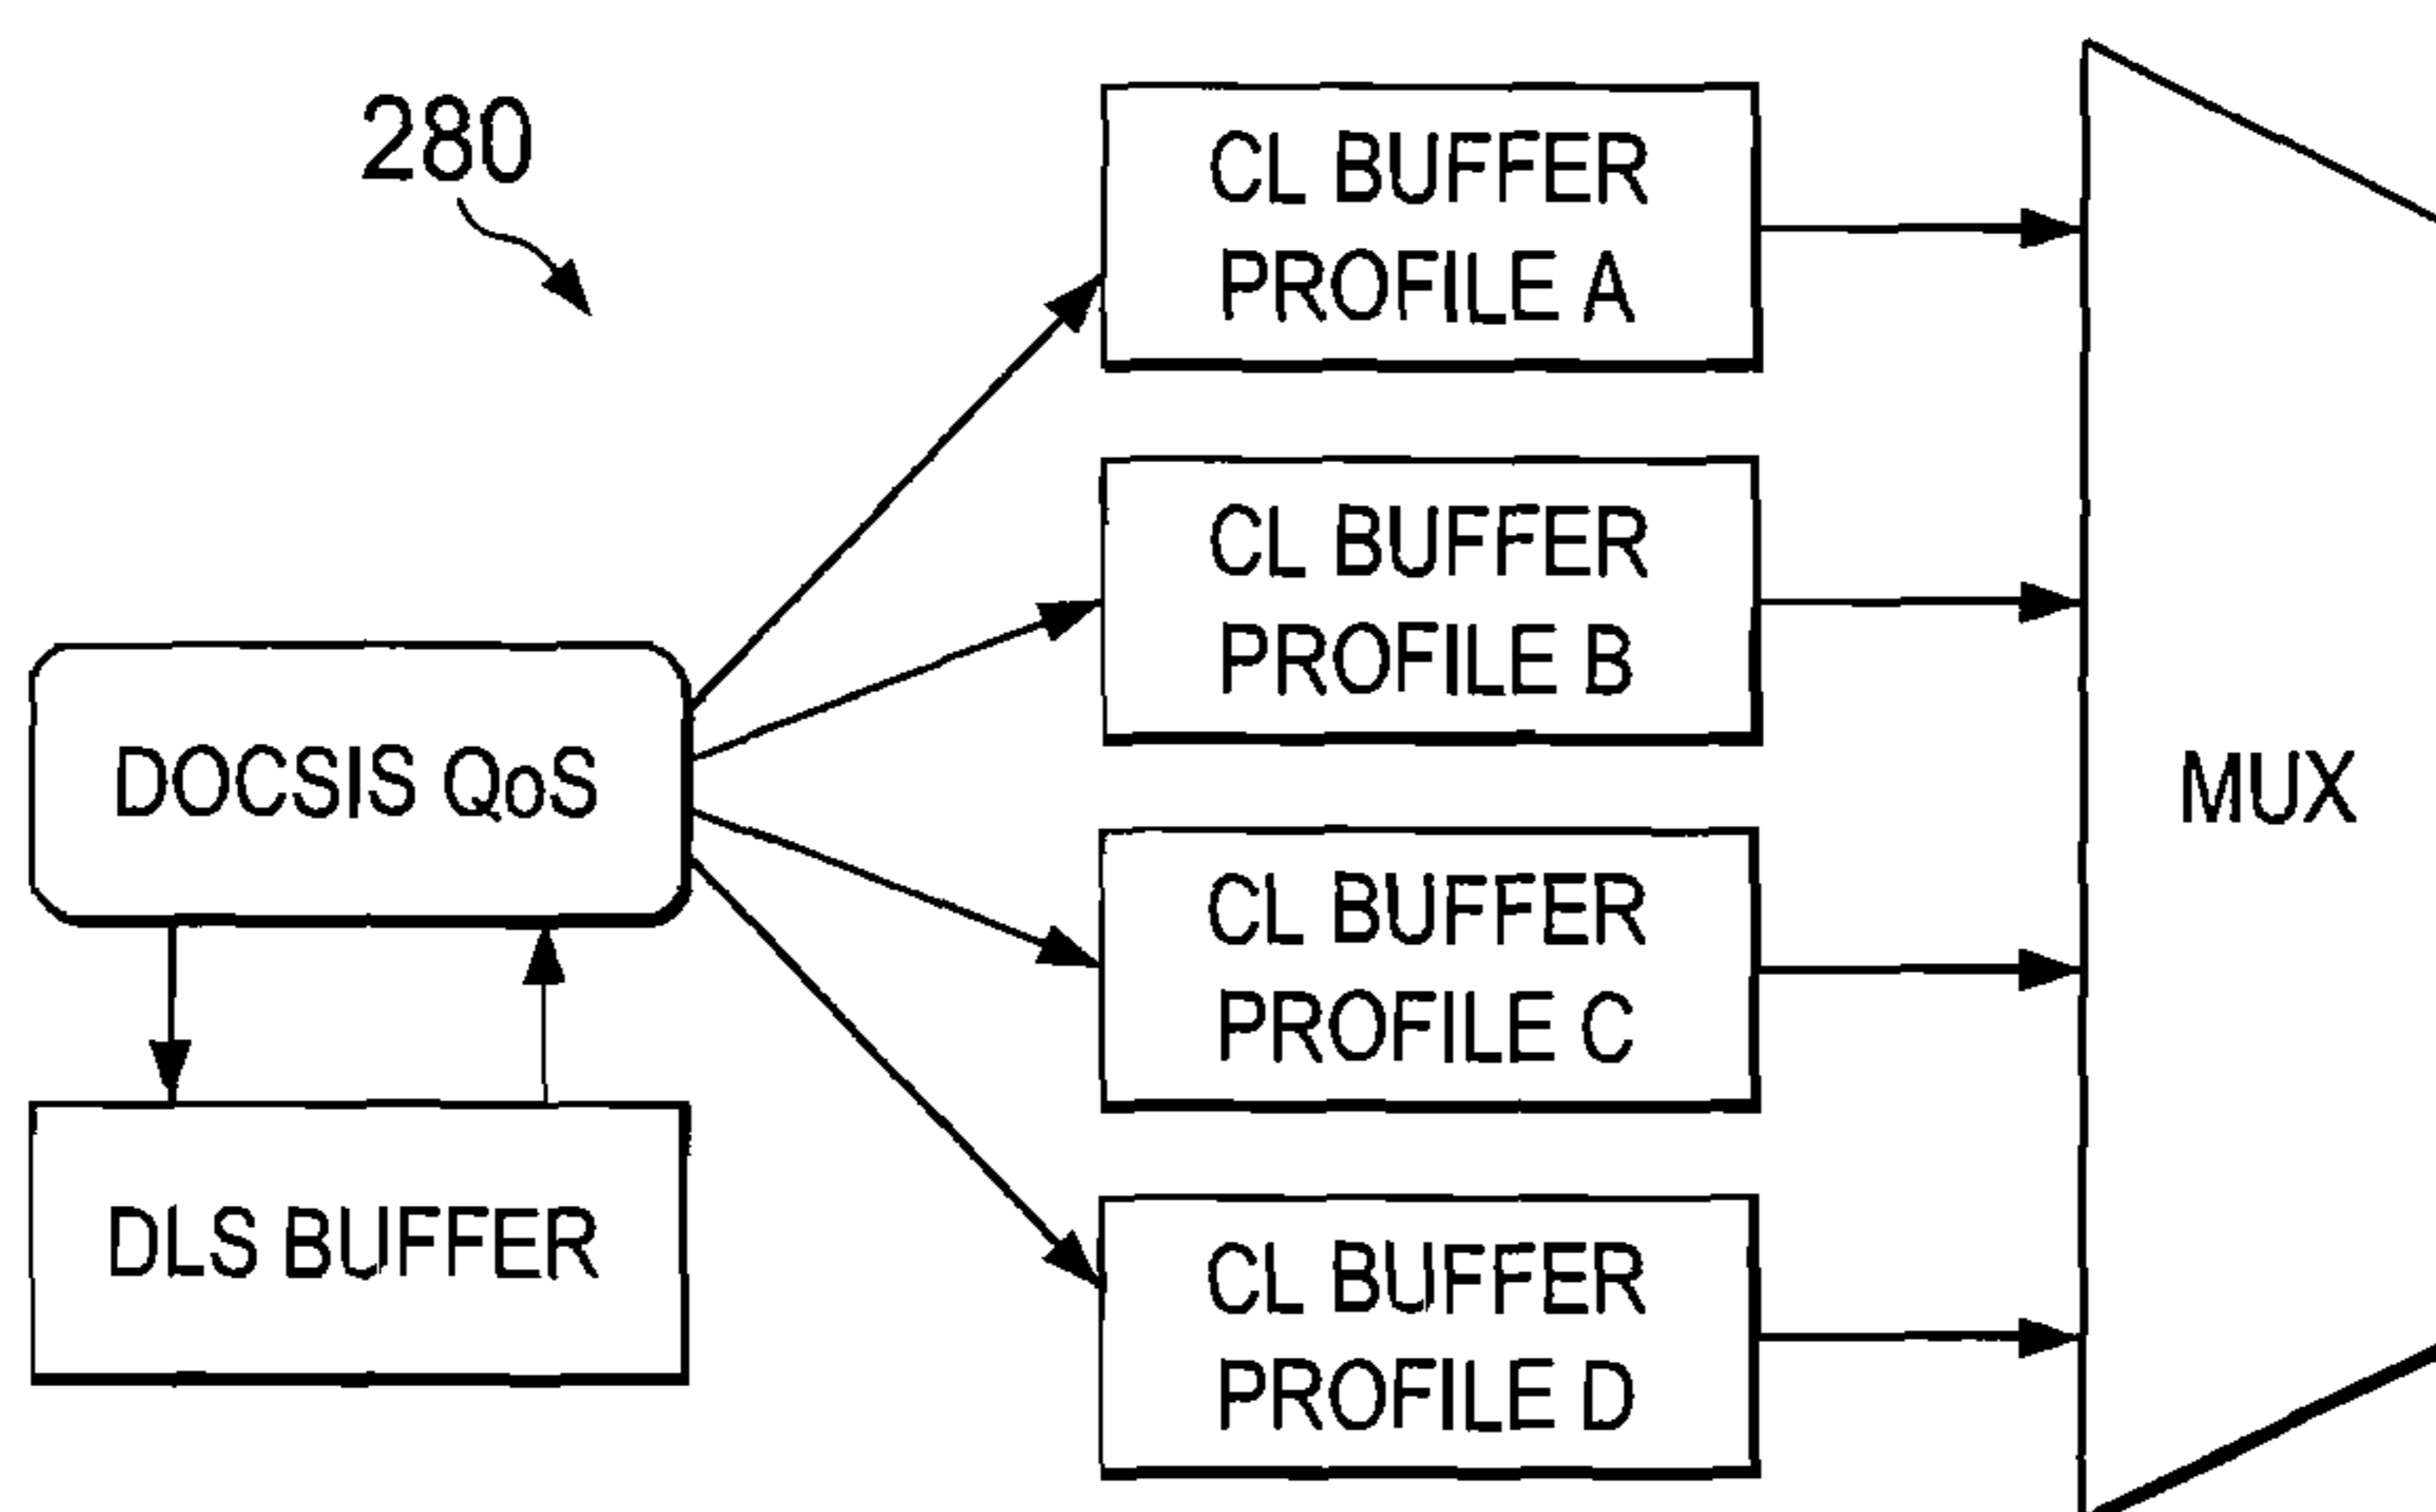 280
CL BUFFER
PROFILE A
CL BUFFER
PROFILE B
DOCSIS QoS
MUX
CL BUFFER
PROFILE C
DLS BUFFER
CL BUFFER
PROFILE D